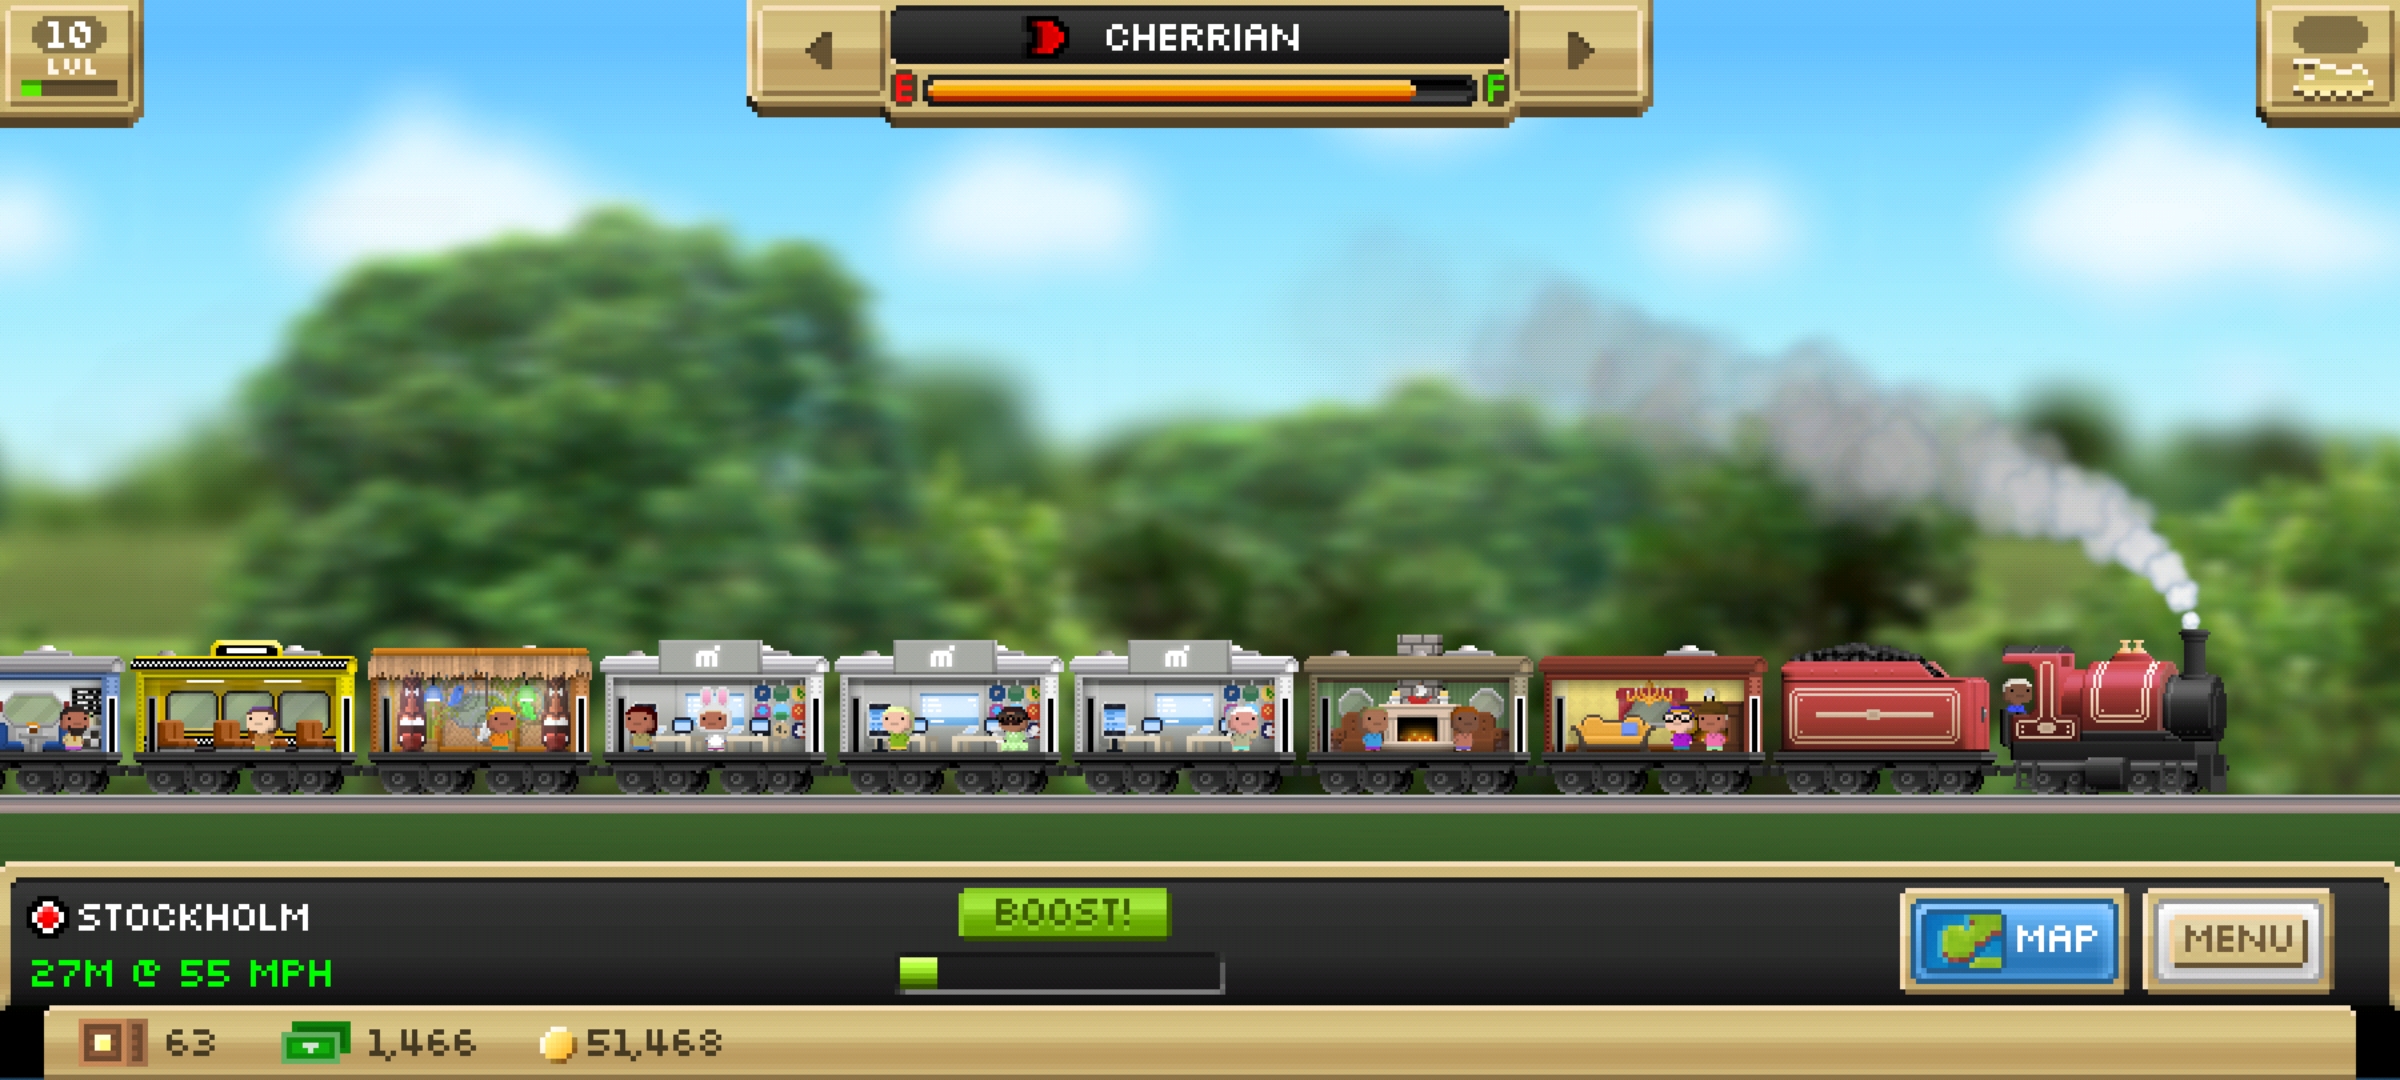 10
LVL
CHERRIAN
E F
m m m
STOCKHOLM
27M @ 55 MPH
BOOST!
MAP
MENU
63 1,466 51,468